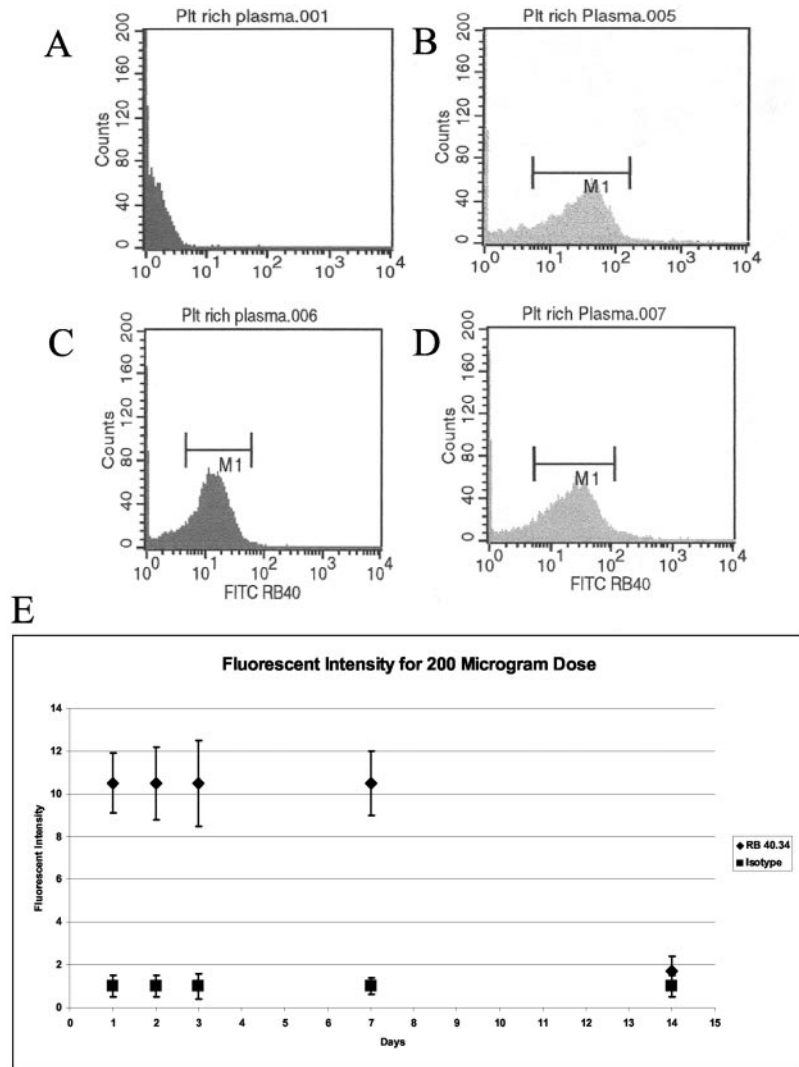 A
Plt rich plasma.001
Counts
0 40 80 120 160 200
10^0 10^1 10^2 10^3 10^4
B
Plt rich Plasma.005
Counts
0 40 80 120 160 200
M1
10^0 10^1 10^2 10^3 10^4
C
Plt rich plasma.006
Counts
0 40 80 120 160 200
M1
10^0 10^1 10^2 10^3 10^4
FITC RB40
D
Plt rich Plasma.007
Counts
0 40 80 120 160 200
M1
10^0 10^1 10^2 10^3 10^4
FITC RB40
E
Fluorescent Intensity for 200 Microgram Dose
Fluorescent Intensity
14
12
10
8
6
4
2
0
0 1 2 3 4 5 6 7 8 9 10 11 12 13 14 15
Days
RB 40.34
Isotype